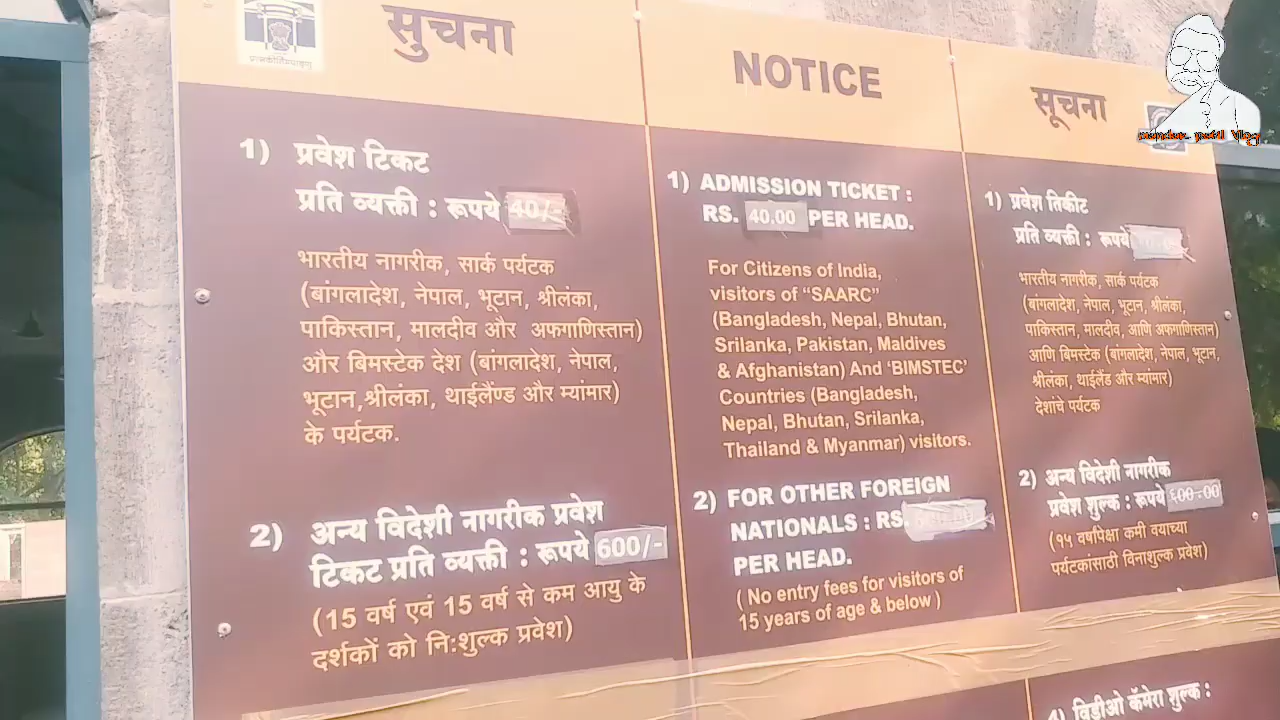 सुचना
1) प्रवेश टिकट
प्रति व्यक्ती : रूपये 40/-
भारतीय नागरीक, सार्क पर्यटक
(बांगलादेश, नेपाल, भूटान, श्रीलंका,
पाकिस्तान, मालदीव और अफगाणिस्तान)
और बिमस्टेक देश (बांगलादेश, नेपाल,
भूटान,श्रीलंका, थाईलैण्ड और म्यांमार)
के पर्यटक.
2) अन्य विदेशी नागरीक प्रवेश
टिकट प्रति व्यक्ती : रूपये 600/-
(15 वर्ष एवं 15 वर्ष से कम आयु के
दर्शकों को नि:शुल्क प्रवेश)
NOTICE
1) ADMISSION TICKET :
RS. 40.00 PER HEAD.
For Citizens of India,
visitors of “SAARC”
(Bangladesh, Nepal, Bhutan,
Srilanka, Pakistan, Maldives
& Afghanistan) And ‘BIMSTEC’
Countries (Bangladesh,
Nepal, Bhutan, Srilanka,
Thailand & Myanmar) visitors.
2) FOR OTHER FOREIGN
NATIONALS : RS.
PER HEAD.
( No entry fees for visitors of
15 years of age & below )
सूचना
1) प्रवेश तिकीट
प्रति व्यक्ती : रूपये
भारतीय नागरीक, सार्क पर्यटक
(बांगलादेश, नेपाल, भूटान, श्रीलंका,
पाकिस्तान, मालदीव, आणि अफगाणिस्तान)
आणि बिमस्टेक (बांगलादेश, नेपाल, भूटान,
श्रीलंका, थाईलैंड और म्यांमार)
देशांचे पर्यटक
2) अन्य विदेशी नागरीक
प्रवेश शुल्क : रूपये ६००-००
(१५ वर्षांपेक्षा कमी वयाच्या
पर्यटकांसाठी विनाशुल्क प्रवेश)
4) विडीओ कॅमेरा शुल्क :